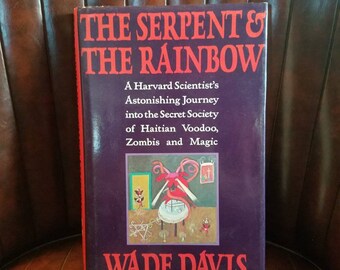 THE SERPENT &
THE RAINBOW
A Harvard Scientist's
Astonishing Journey
into the Secret Society
of Haitian Voodoo,
Zombis and Magic
WADE DAVIS